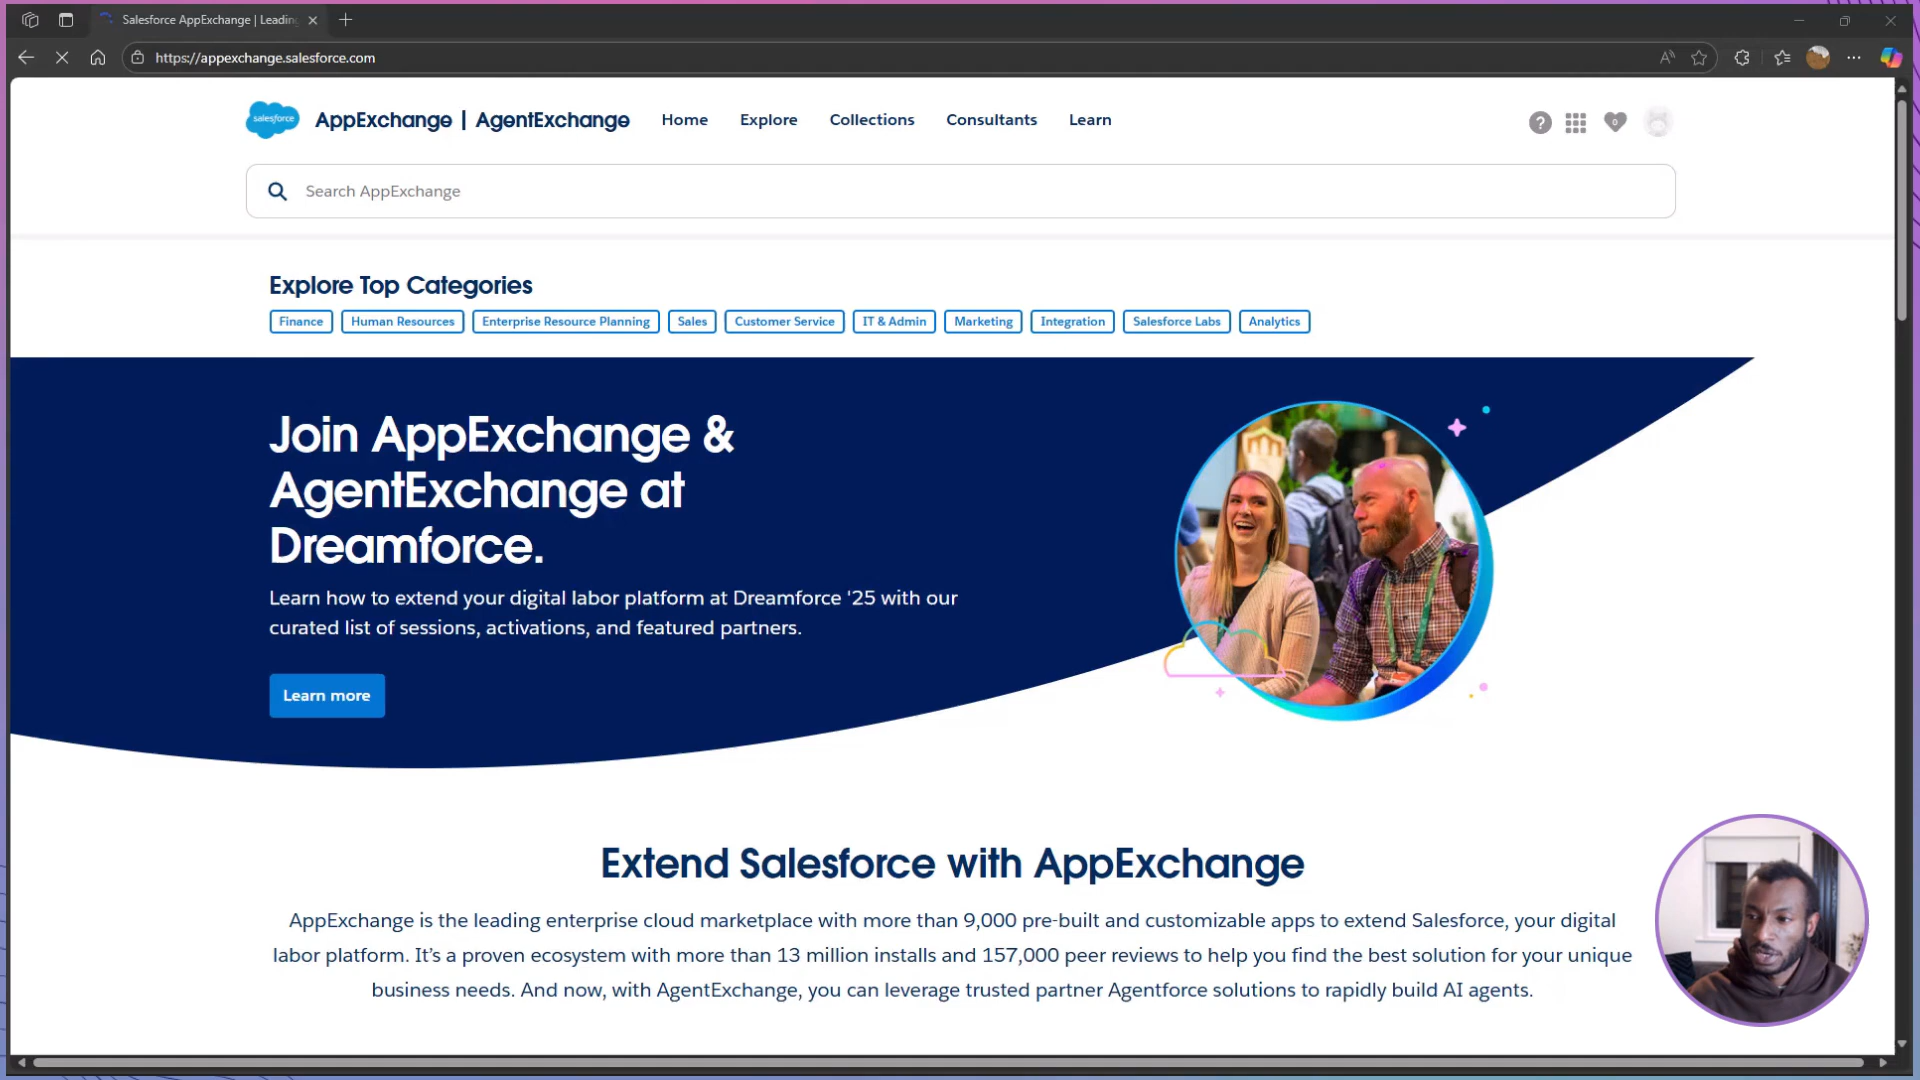 Salesforce AppExchange | Leadin
https://appexchange.salesforce.com
salesforce
AppExchange | AgentExchange
Home
Explore
Collections
Consultants
Learn
?
0
Search AppExchange
Explore Top Categories
Finance
Human Resources
Enterprise Resource Planning
Sales
Customer Service
IT & Admin
Marketing
Integration
Salesforce Labs
Analytics
Join AppExchange &
AgentExchange at
Dreamforce.
Learn how to extend your digital labor platform at Dreamforce '25 with our
curated list of sessions, activations, and featured partners.
Learn more
Extend Salesforce with AppExchange
AppExchange is the leading enterprise cloud marketplace with more than 9,000 pre-built and customizable apps to extend Salesforce, your digital
labor platform. It’s a proven ecosystem with more than 13 million installs and 157,000 peer reviews to help you find the best solution for your unique
business needs. And now, with AgentExchange, you can leverage trusted partner Agentforce solutions to rapidly build AI agents.